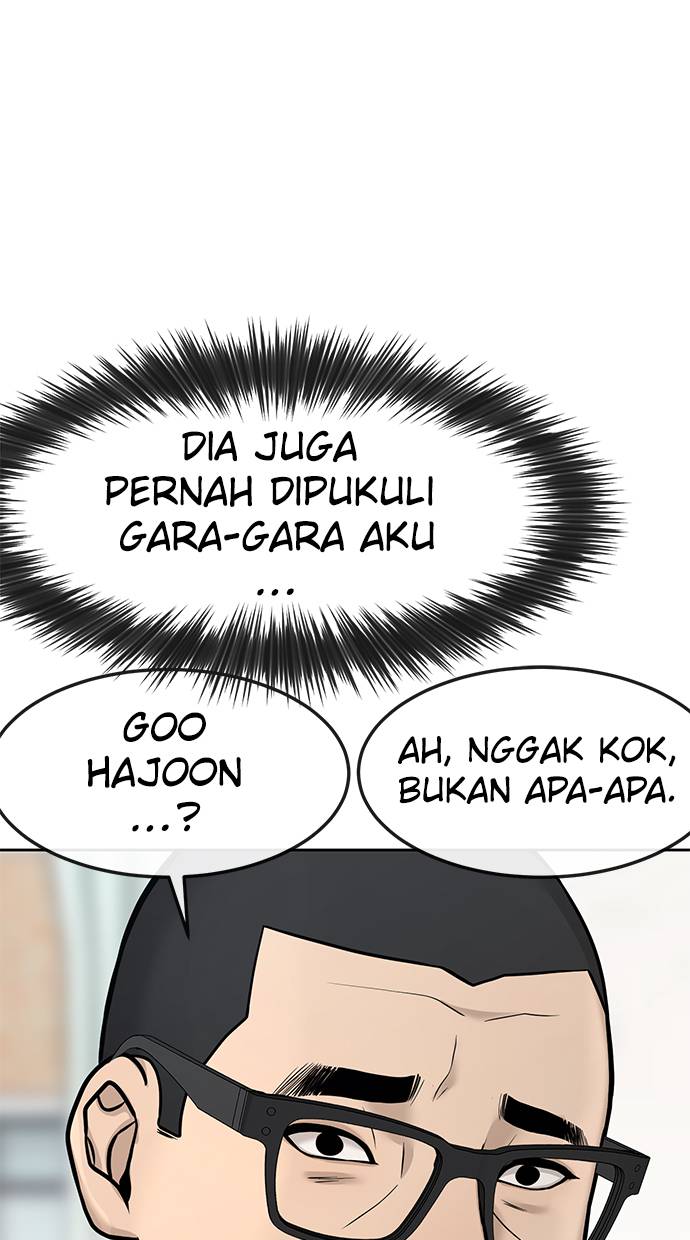 DIA JUGA
PERNAH DIPUKULI
GARA-GARA AKU
...
GOO
HAJOON
...?
AH, NGGAK KOK,
BUKAN APA-APA.